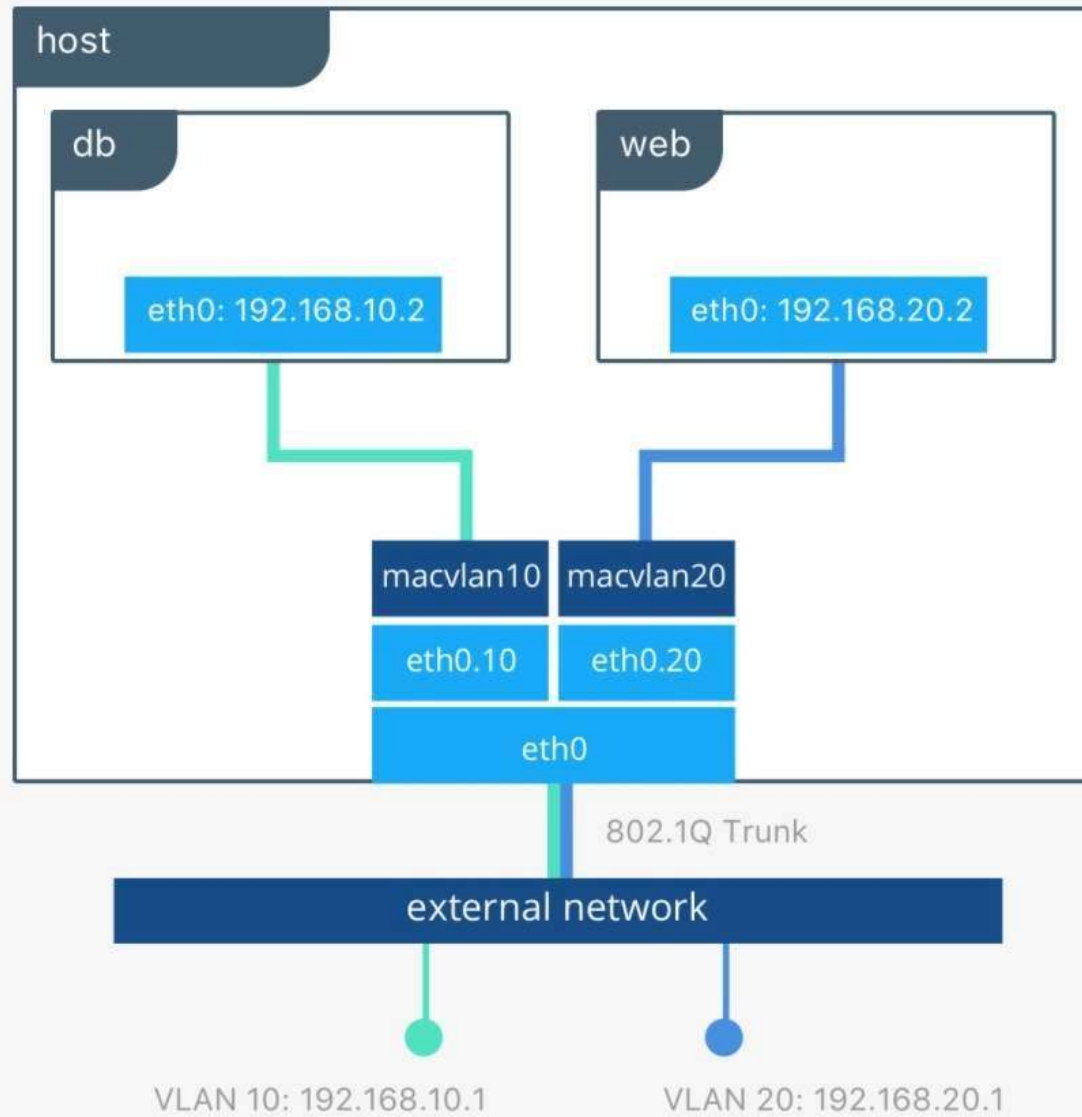 host
db
web
eth0: 192.168.10.2
eth0: 192.168.20.2
macvlan10
macvlan20
eth0.10
eth0.20
eth0
802.1Q Trunk
external network
VLAN 10: 192.168.10.1
VLAN 20: 192.168.20.1